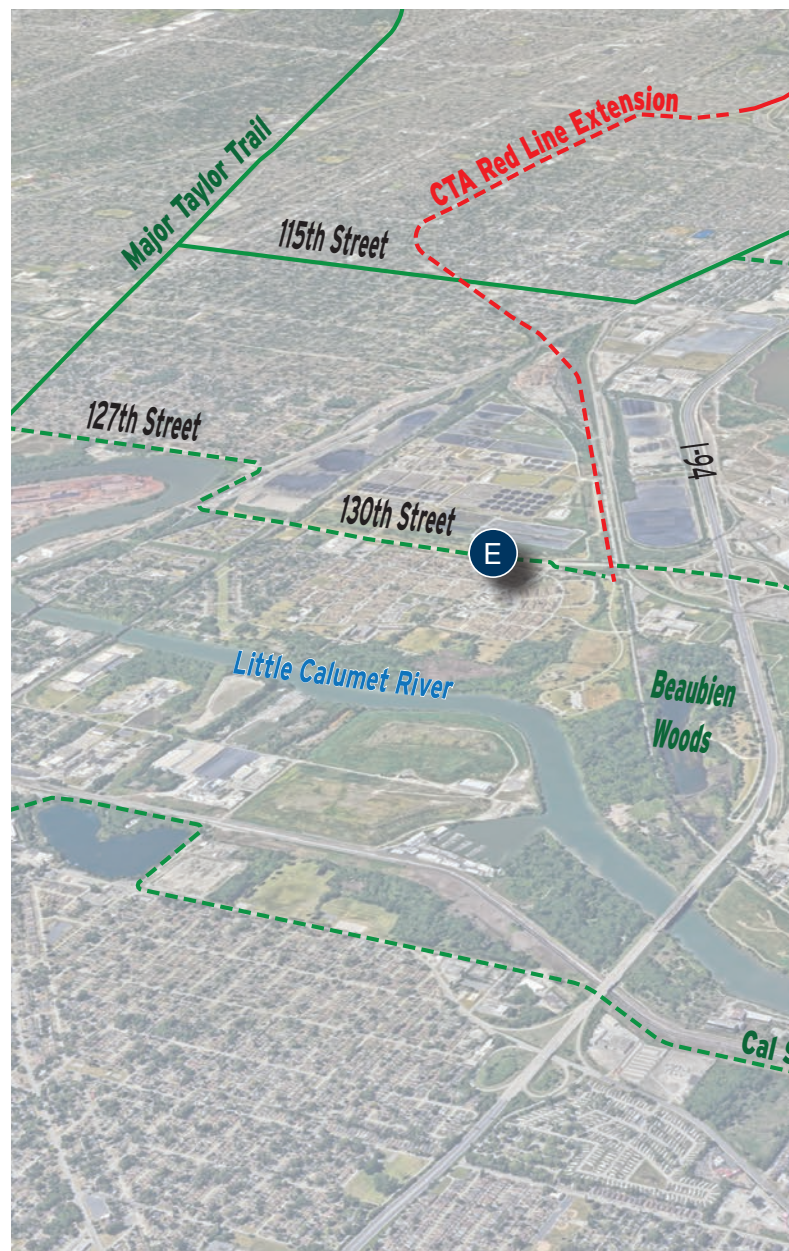 CTA Red Line Extension
Major Taylor Trail
115th Street
127th Street
I-94
130th Street
E
Little Calumet River
Beaubien
Woods
Cal